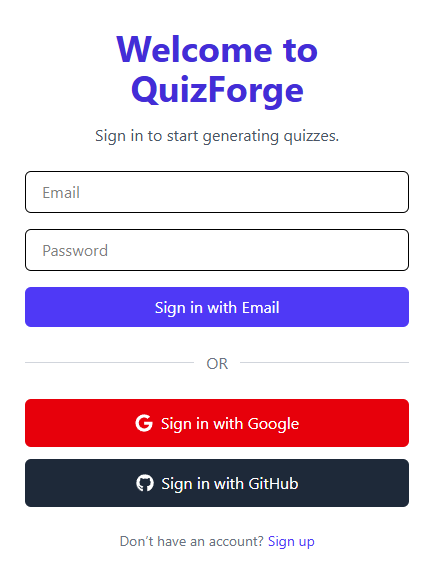 Welcome to
QuizForge
Sign in to start generating quizzes.
Email
Password
Sign in with Email
OR
Sign in with Google
Sign in with GitHub
Don't have an account? Sign up